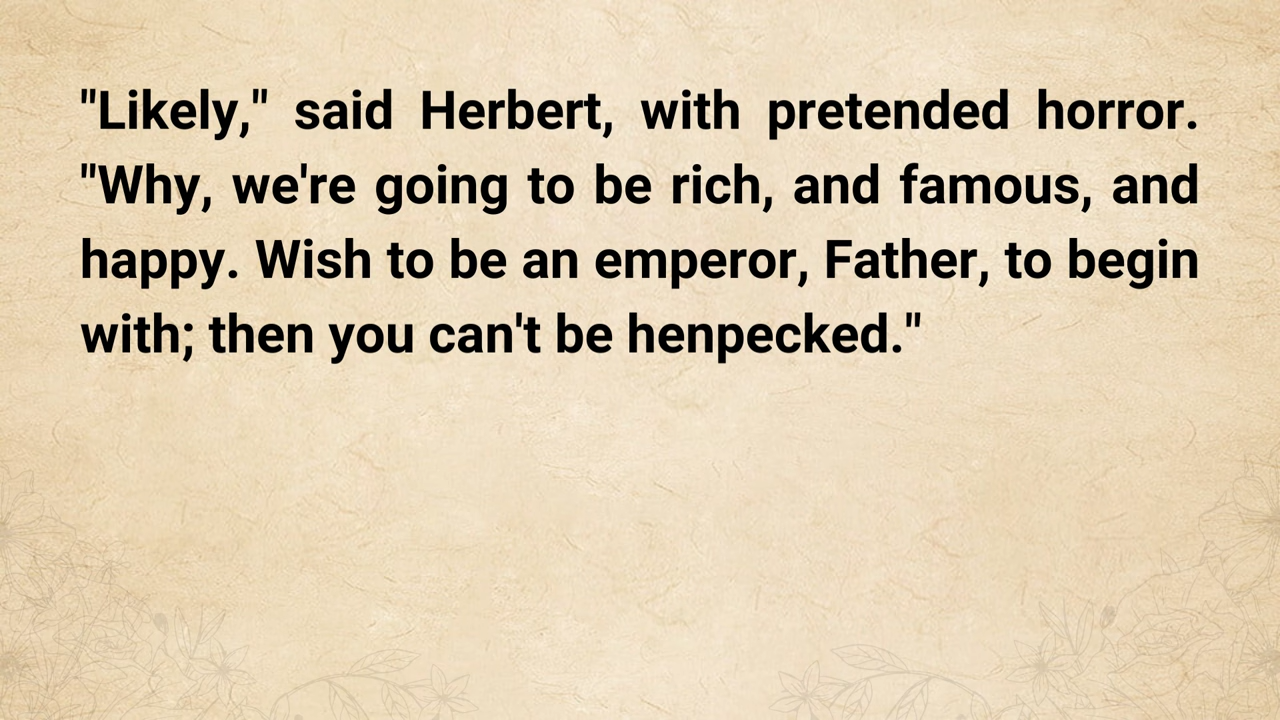 "Likely," said Herbert, with pretended horror.
"Why, we're going to be rich, and famous, and
happy. Wish to be an emperor, Father, to begin
with; then you can't be henpecked."